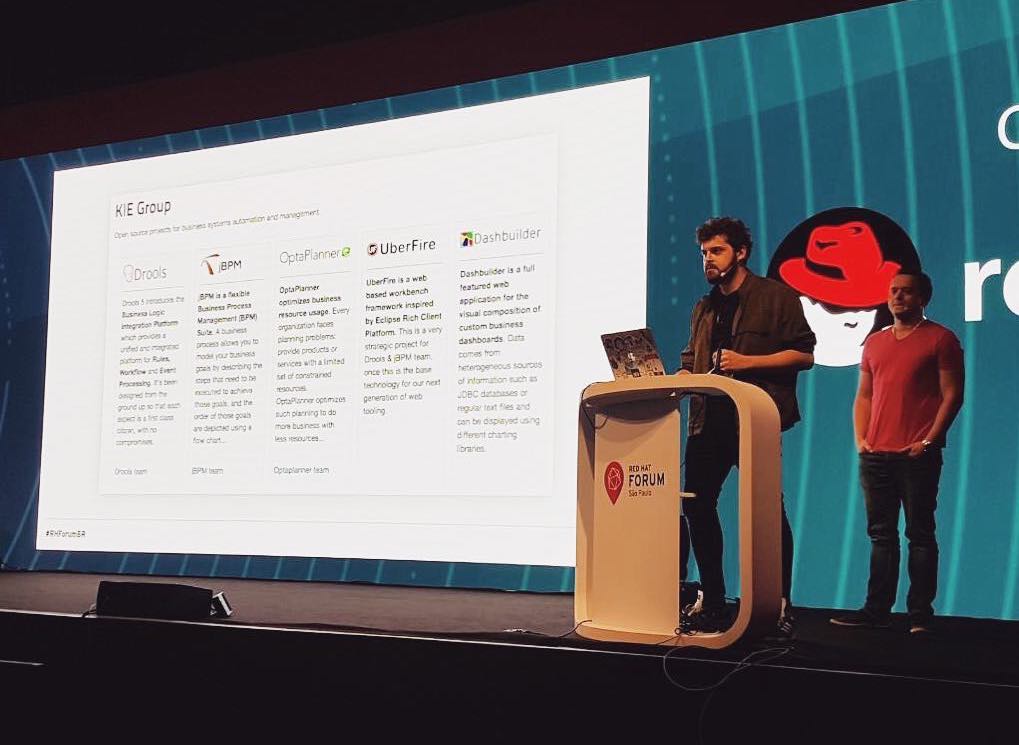 KIE Group
Open source projects for business systems automation and management
Drools
Drools 5 introduces the
Business Logic
integration Platform
which provides a
unified and integrated
platform for Rules,
Workflow and Event
Processing. It's been
designed from the
ground up so that each
aspect is a first class
citizen, with no
compromises.
Drools team
jBPM
jBPM is a flexible
Business Process
Management (BPM)
Suite. A business
process allows you to
model your business
goals by describing the
steps that need to be
executed to achieve
those goals, and the
order of those goals
are depicted using a
flow chart...
jBPM team
OptaPlanner
OptaPlanner
optimizes business
resource usage. Every
organization faces
planning problems:
provide products or
services with a limited
set of constrained
resources.
OptaPlanner optimizes
such planning to do
more business with
less resources...
Optaplanner team
UberFire
UberFire is a web
based workbench
framework inspired
by Eclipse Rich Client
Platform. This is a very
strategic project for
Drools & jBPM team,
once this is the base
technology for our next
generation of web
tooling.
Dashbuilder
Dashbuilder is a full
featured web
application for the
visual composition of
custom business
dashboards. Data
comes from
heterogeneous sources
of information such as
JDBC databases or
regular text files and
can be displayed using
different charting
libraries.
#RHForumBR
RED HAT
FORUM
São Paulo